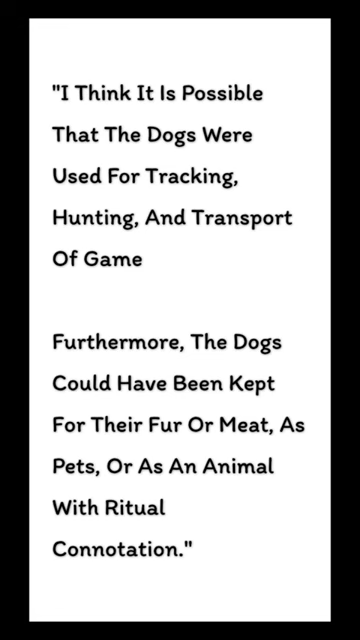 "I Think It Is Possible
That The Dogs Were
Used For Tracking,
Hunting, And Transport
Of Game
Furthermore, The Dogs
Could Have Been Kept
For Their Fur Or Meat, As
Pets, Or As An Animal
With Ritual
Connotation."